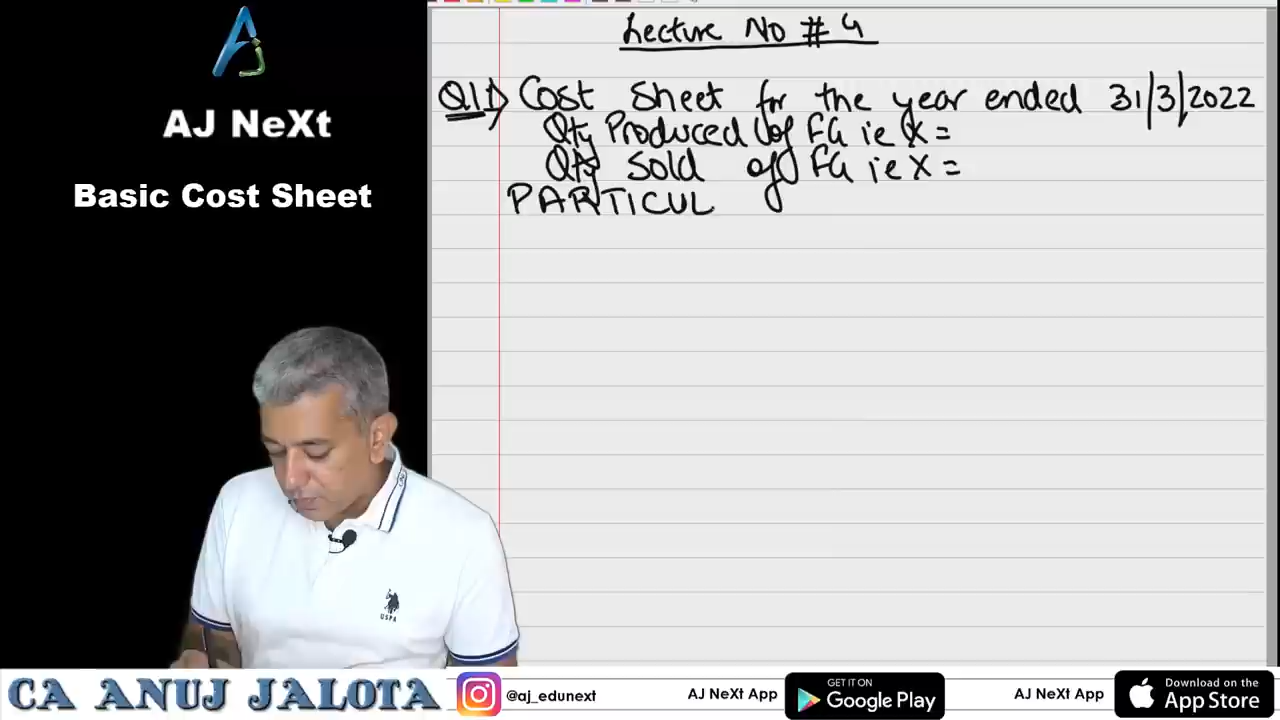 AJ NeXt
Basic Cost Sheet
Lecture No # 4
Q1) Cost Sheet for the year ended 31/3/2022
Qty Produced of FG ie X =
Qty Sold of FG ie X =
PARTICUL
USPA
CA ANUJ JALOTA
@aj_edunext
AJ NeXt App
GET IT ON
Google Play
AJ NeXt App
Download on the
App Store